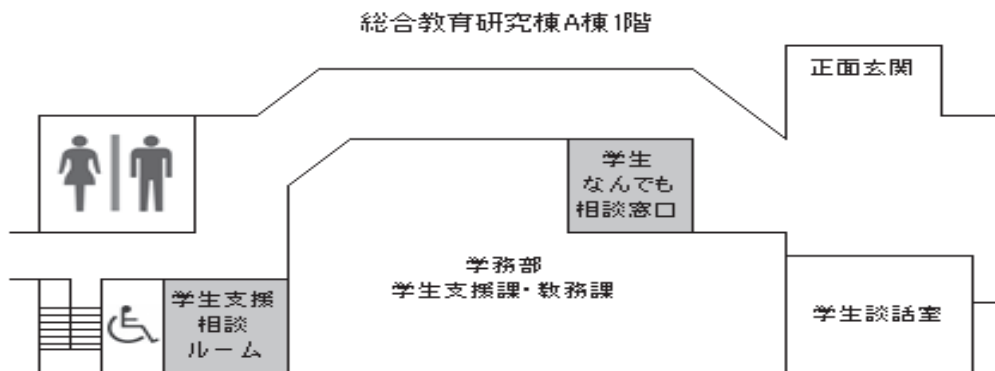 総合教育研究棟A棟1階
正面玄関
学生
なんでも
相談窓口
学務部
学生支援課・教務課
学生支援
相談
ルーム
学生談話室